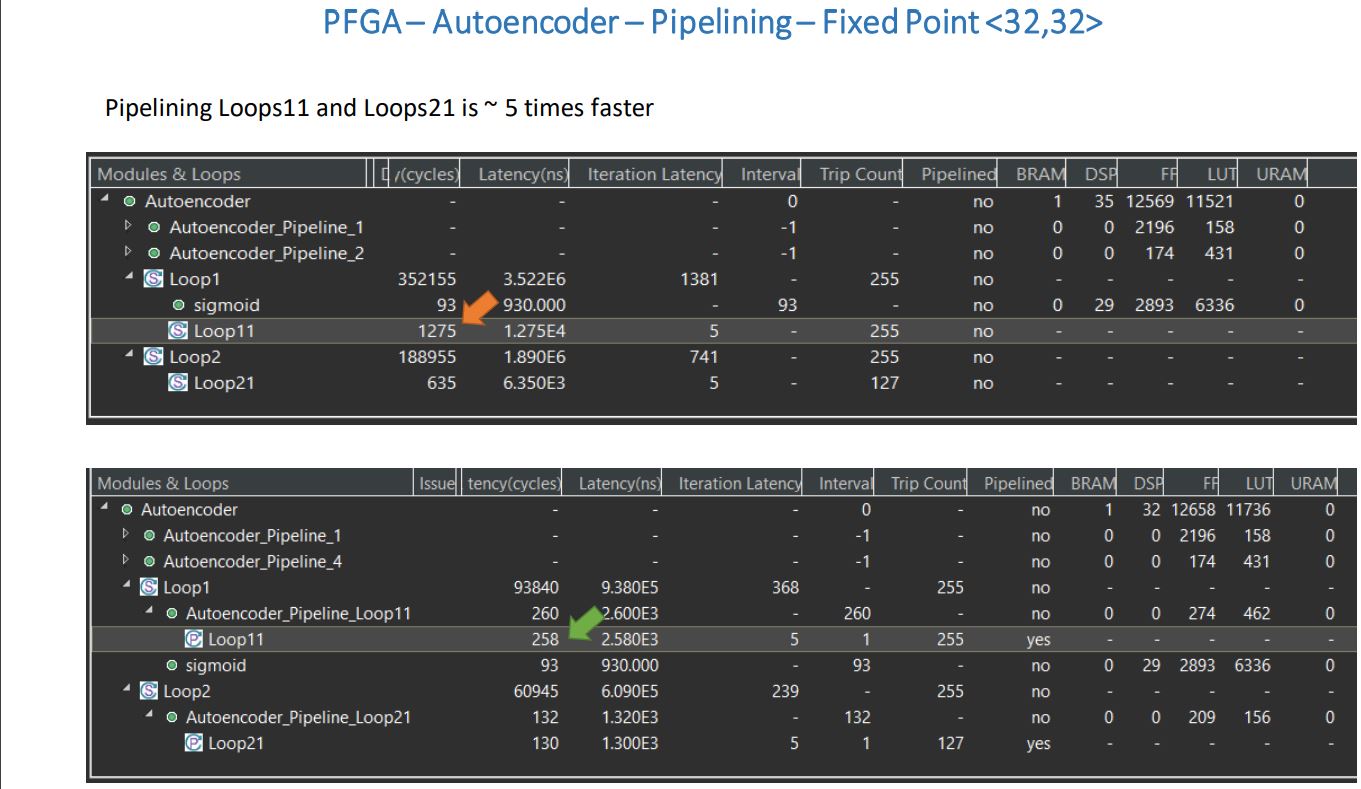 PFGA – Autoencoder – Pipelining – Fixed Point <32,32>
Pipelining Loops11 and Loops21 is ~ 5 times faster
Modules & Loops y(cycles) Latency(ns) Iteration Latency Interval Trip Count Pipelined BRAM DSP FF LUT URAM
Autoencoder - - - 0 - no 1 35 12569 11521 0
Autoencoder_Pipeline_1 - - - -1 - no 0 0 2196 158 0
Autoencoder_Pipeline_2 - - - -1 - no 0 0 174 431 0
S Loop1 352155 3.522E6 1381 - 255 no - - - - -
sigmoid 93 930.000 - 93 - no 0 29 2893 6336 0
S Loop11 1275 1.275E4 5 - 255 no - - - - -
S Loop2 188955 1.890E6 741 - 255 no - - - - -
S Loop21 635 6.350E3 5 - 127 no - - - - -
Modules & Loops Issue tency(cycles) Latency(ns) Iteration Latency Interval Trip Count Pipelined BRAM DSP FF LUT URAM
Autoencoder - - - 0 - no 1 32 12658 11736 0
Autoencoder_Pipeline_1 - - - -1 - no 0 0 2196 158 0
Autoencoder_Pipeline_4 - - - -1 - no 0 0 174 431 0
S Loop1 93840 9.380E5 368 - 255 no - - - - -
Autoencoder_Pipeline_Loop11 260 2.600E3 - 260 - no 0 0 274 462 0
P Loop11 258 2.580E3 5 1 255 yes - - - - -
sigmoid 93 930.000 - 93 - no 0 29 2893 6336 0
S Loop2 60945 6.090E5 239 - 255 no - - - - -
Autoencoder_Pipeline_Loop21 132 1.320E3 - 132 - no 0 0 209 156 0
P Loop21 130 1.300E3 5 1 127 yes - - - - -